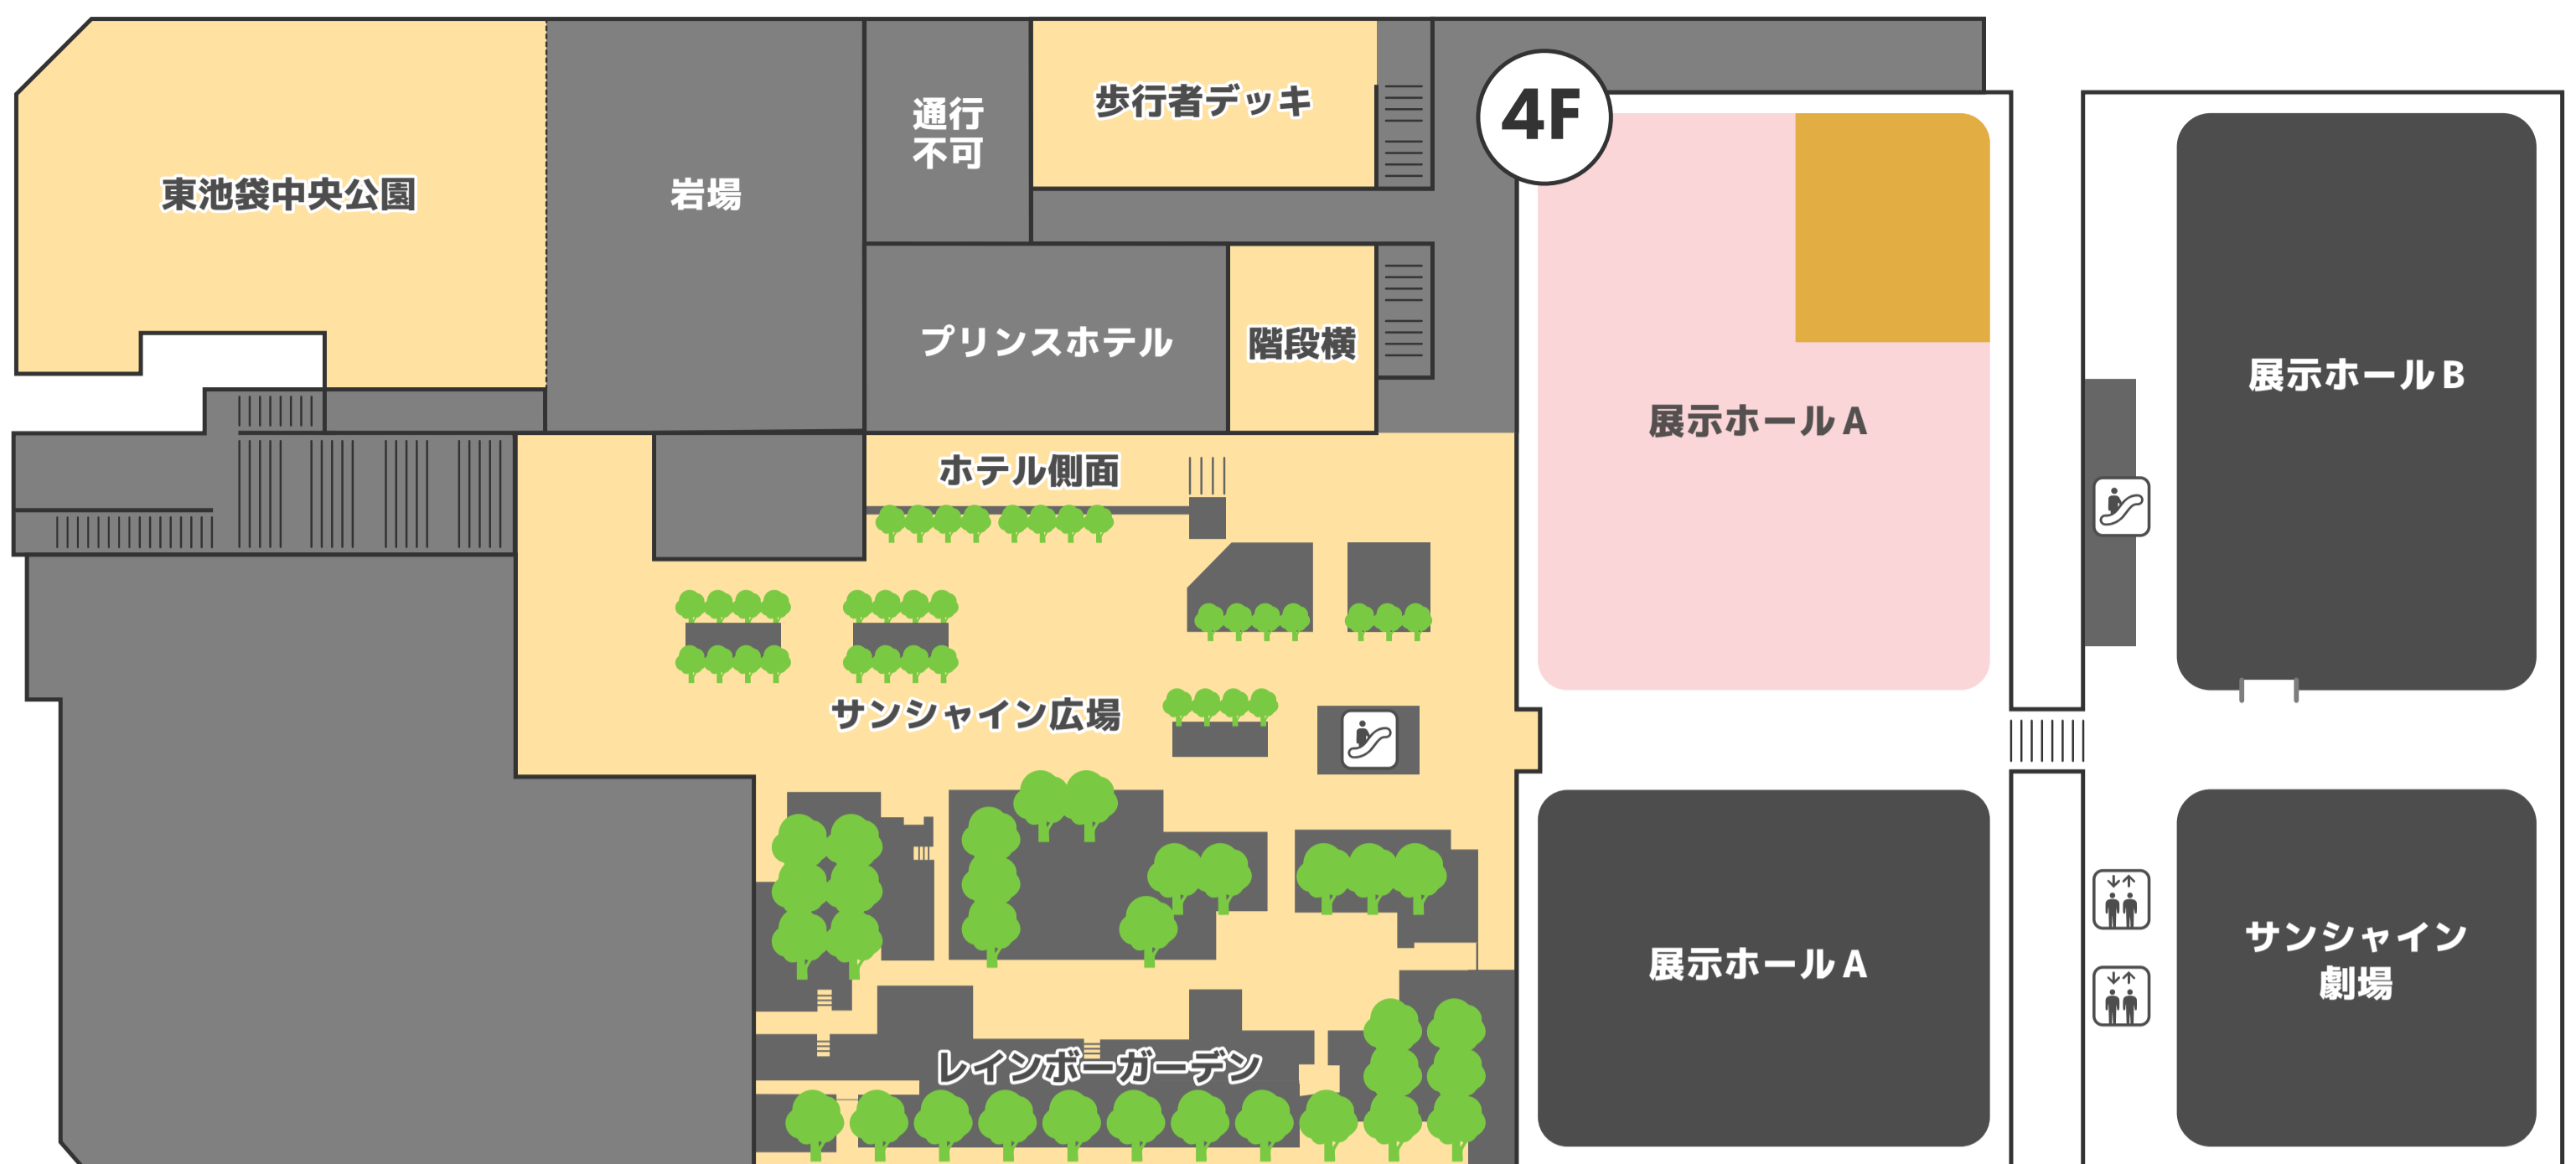 4F
歩行者デッキ
通行
不可
東池袋中央公園
岩場
プリンスホテル
階段横
展示ホールB
展示ホールA
ホテル側面
サンシャイン広場
サンシャイン
劇場
展示ホールA
レインボーガーデン